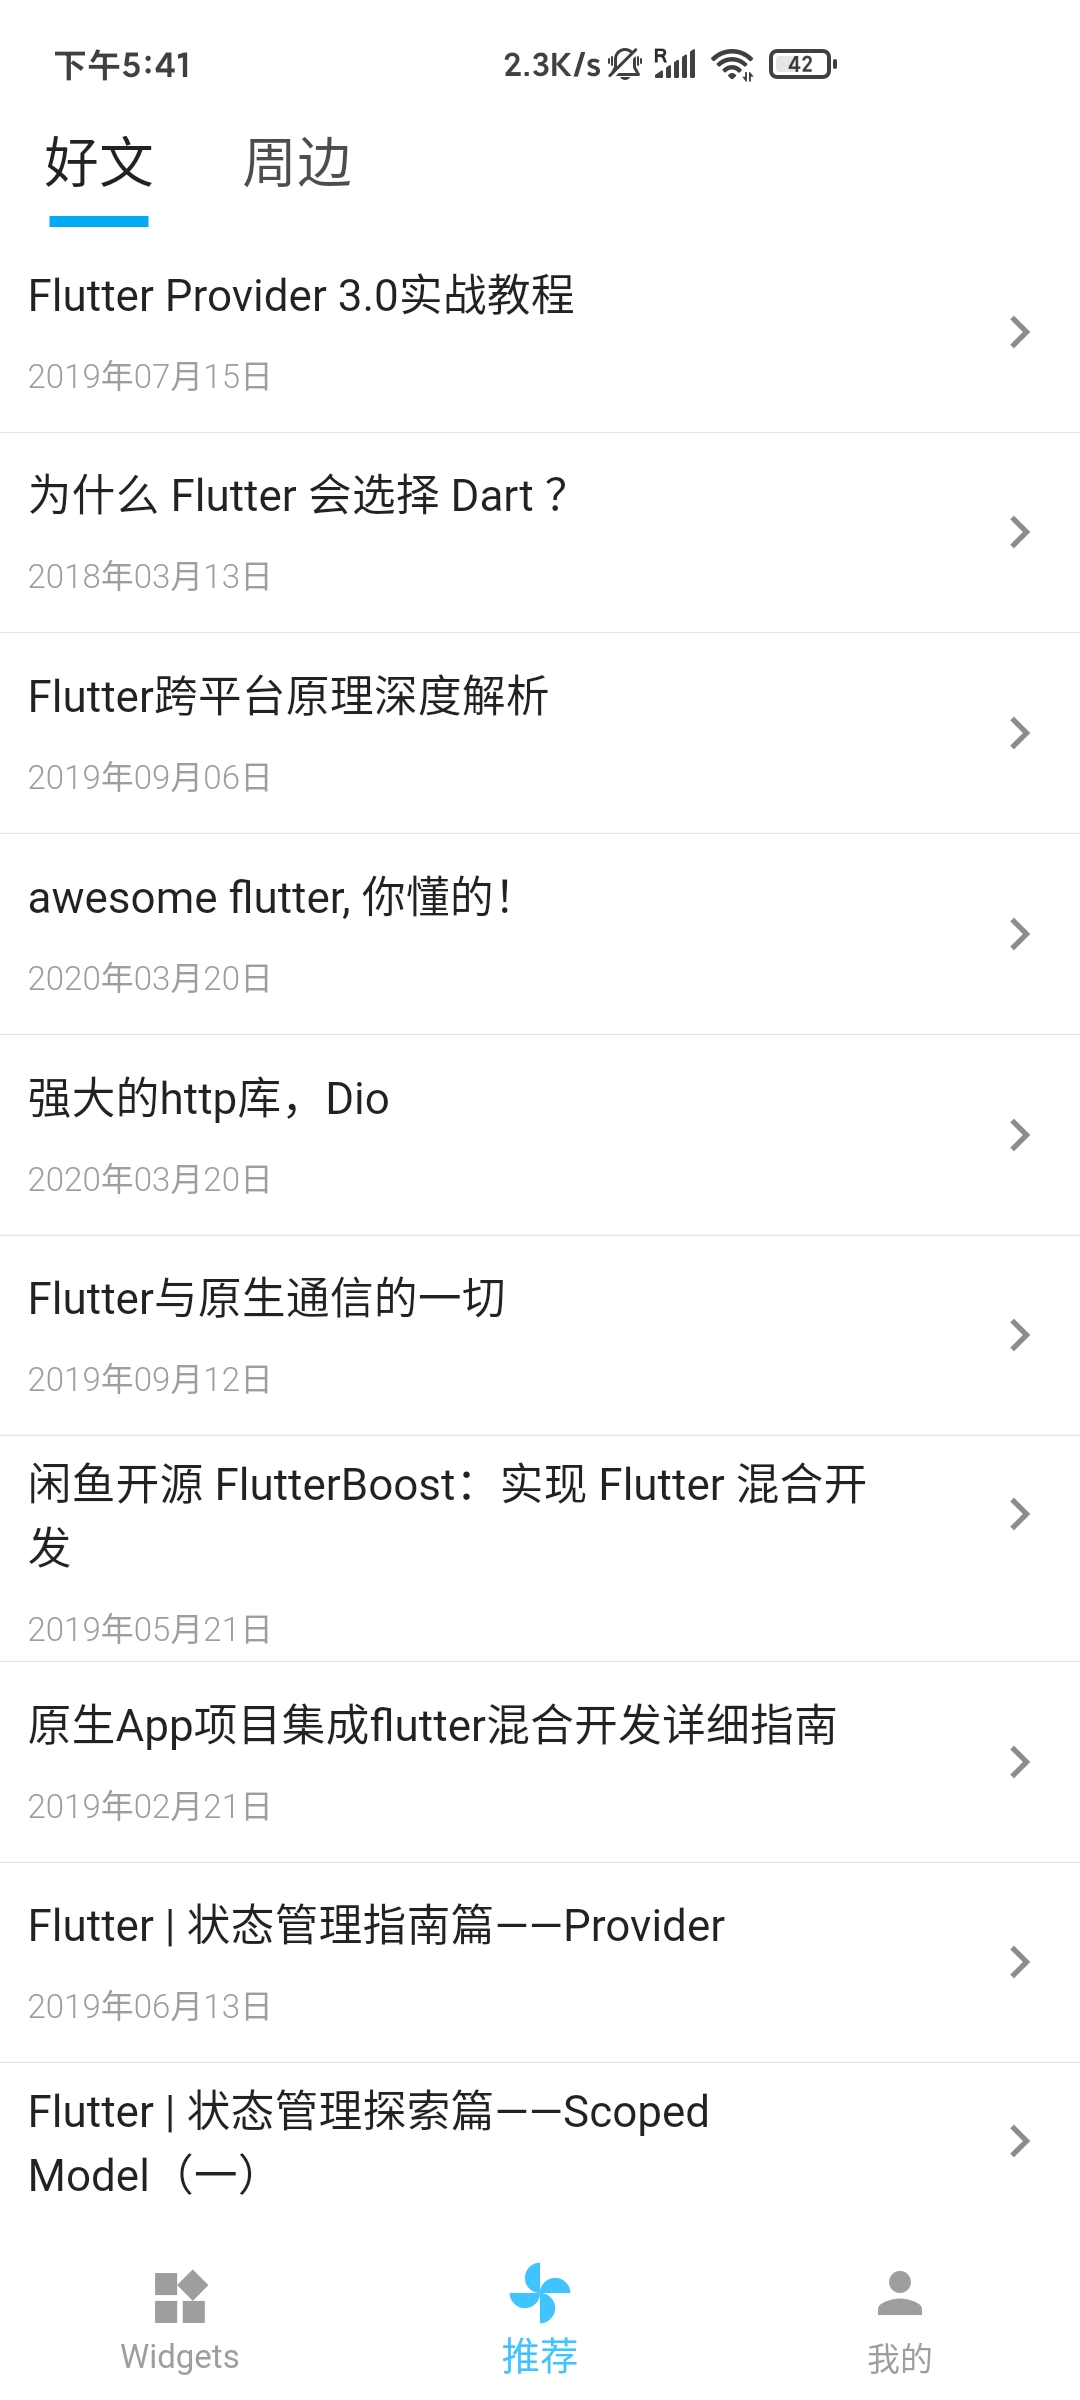 下午5:41
2.3K/s R 42
好文 周边
Flutter Provider 3.0实战教程
2019年07月15日
为什么 Flutter 会选择 Dart ？
2018年03月13日
Flutter跨平台原理深度解析
2019年09月06日
awesome flutter, 你懂的！
2020年03月20日
强大的http库，Dio
2020年03月20日
Flutter与原生通信的一切
2019年09月12日
闲鱼开源 FlutterBoost：实现 Flutter 混合开
发
2019年05月21日
原生App项目集成flutter混合开发详细指南
2019年02月21日
Flutter | 状态管理指南篇——Provider
2019年06月13日
Flutter | 状态管理探索篇——Scoped
Model（一）
Widgets 推荐 我的